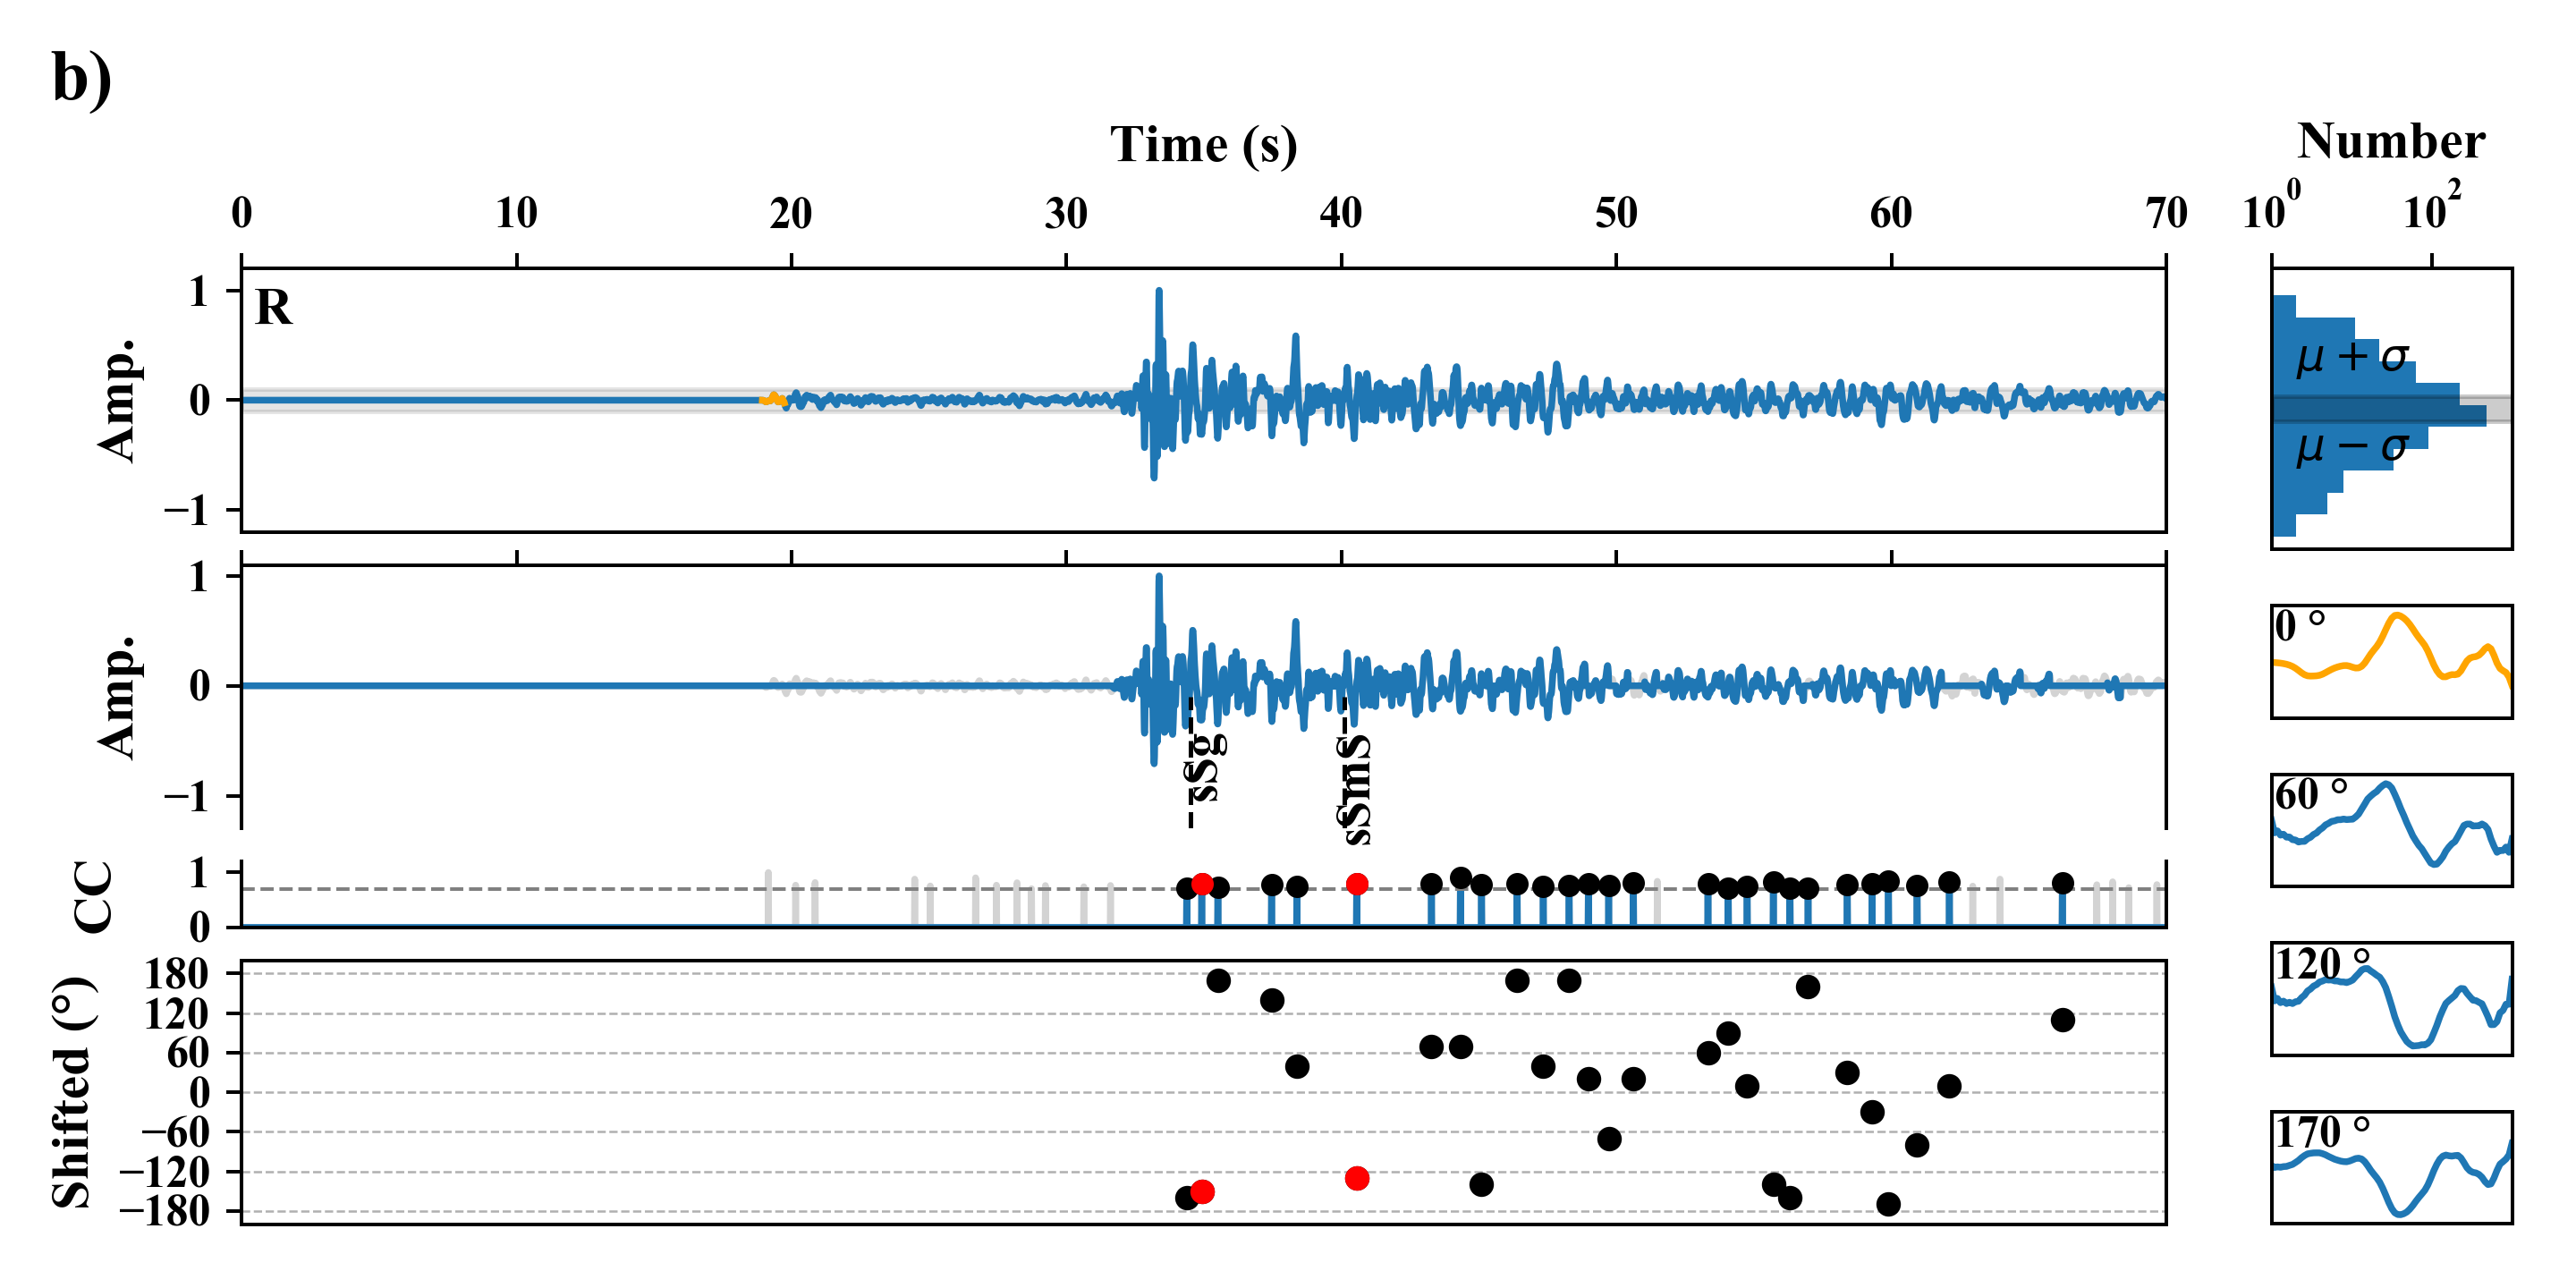 b)
Time (s)
Number
0 10 20 30 40 50 60 70
10^0 10^2
R
Amp.
1
0
−1
μ + σ
μ − σ
Amp.
1
0
−1
sSg
sSmS
0 °
60 °
120 °
170 °
CC
1
0
Shifted (°)
180
120
60
0
−60
−120
−180